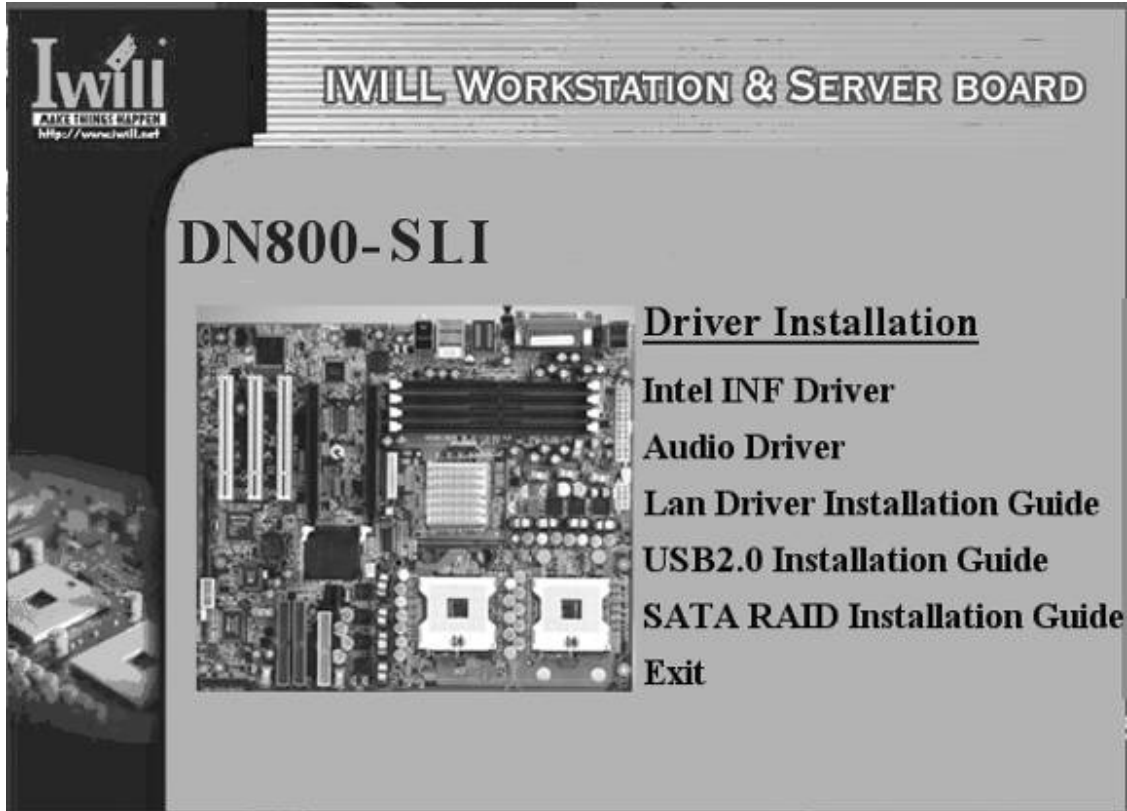 Iwill
MAKE THINGS HAPPEN
http://www.iwill.net
IWILL WORKSTATION & SERVER BOARD
DN800-SLI
Driver Installation
Intel INF Driver
Audio Driver
Lan Driver Installation Guide
USB2.0 Installation Guide
SATA RAID Installation Guide
Exit